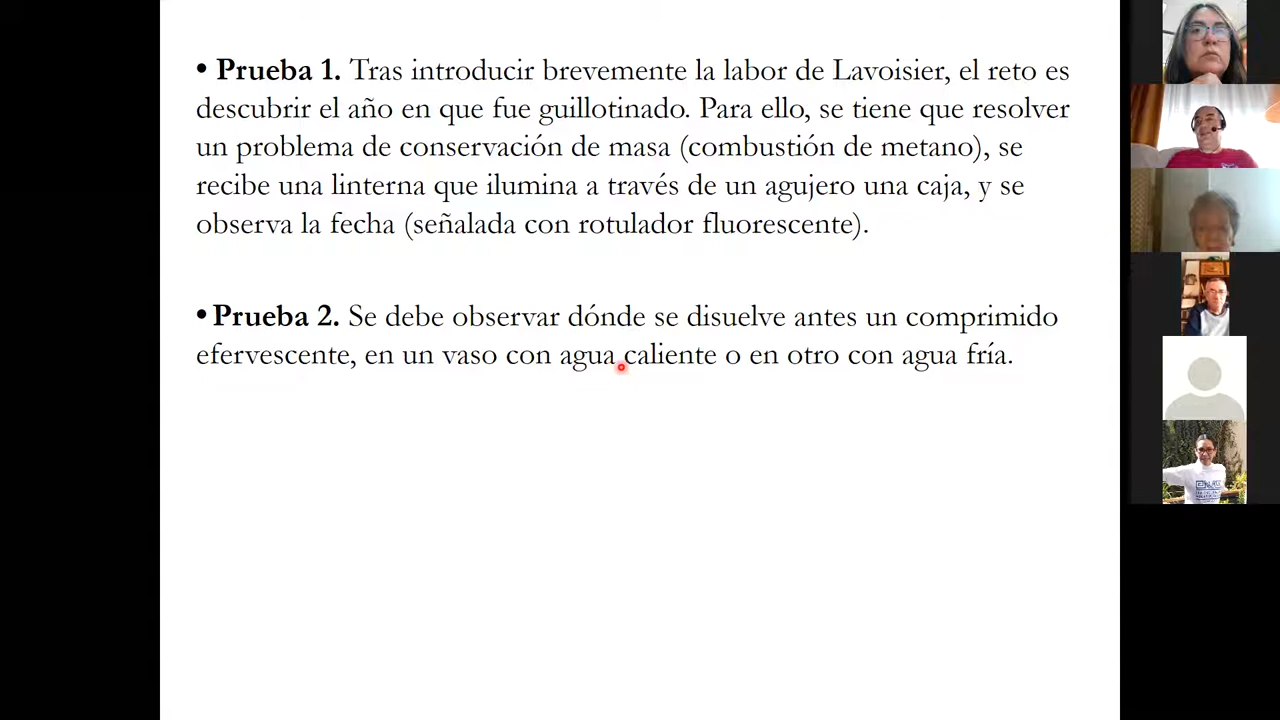 • Prueba 1. Tras introducir brevemente la labor de Lavoisier, el reto es
descubrir el año en que fue guillotinado. Para ello, se tiene que resolver
un problema de conservación de masa (combustión de metano), se
recibe una linterna que ilumina a través de un agujero una caja, y se
observa la fecha (señalada con rotulador fluorescente).
• Prueba 2. Se debe observar dónde se disuelve antes un comprimido
efervescente, en un vaso con agua caliente o en otro con agua fría.